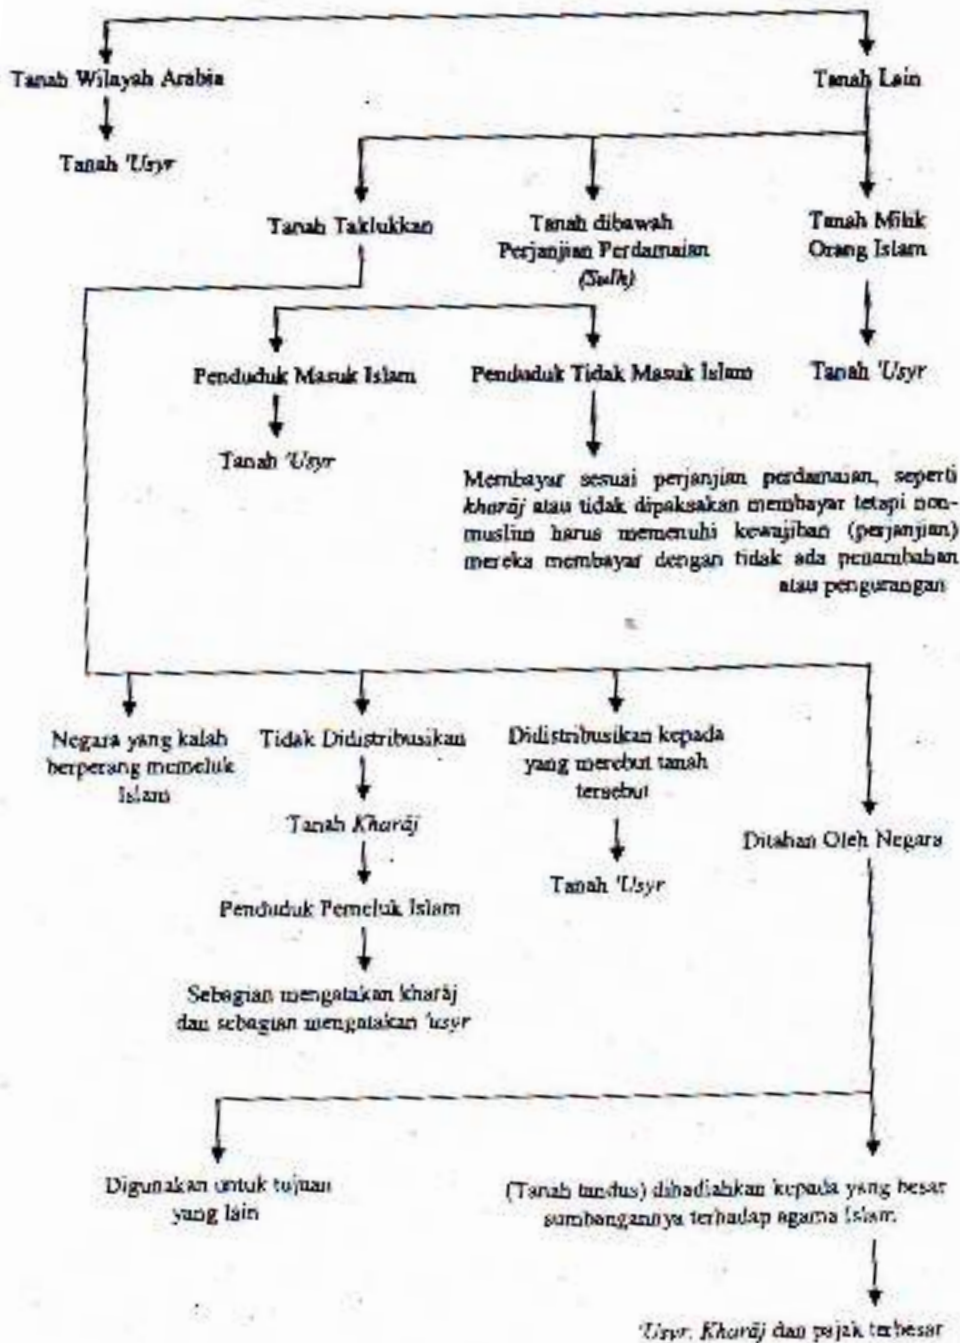 Tanah Wilayah Arabia
Tanah Lain
Tanah 'Usyr
Tanah Taklukkan
Tanah dibawah
Perjanjian Perdamaian
(Sulh)
Tanah Milik
Orang Islam
Penduduk Masuk Islam
Penduduk Tidak Masuk Islam
Tanah 'Usyr
Tanah 'Usyr
Membayar sesuai perjanjian perdamaian, seperti
kharāj atau tidak dipaksakan membayar tetapi non-
muslim harus memenuhi kewajiban (perjanjian)
mereka membayar dengan tidak ada penambahan
atau pengurangan
Negara yang kalah
berperang memeluk
Islam
Tidak Didistribusikan
Didistribusikan kepada
yang merebut tanah
tersebut
Tanah Kharāj
Ditahan Oleh Negara
Tanah 'Usyr
Penduduk Pemeluk Islam
Sebagian mengatakan kharāj
dan sebagian mengatakan 'usyr
Digunakan untuk tujuan
yang lain
(Tanah tandus) dihadiahkan kepada yang besar
sumbangannya terhadap agama Islam.
'Usyr, Kharāj dan pajak terbesar